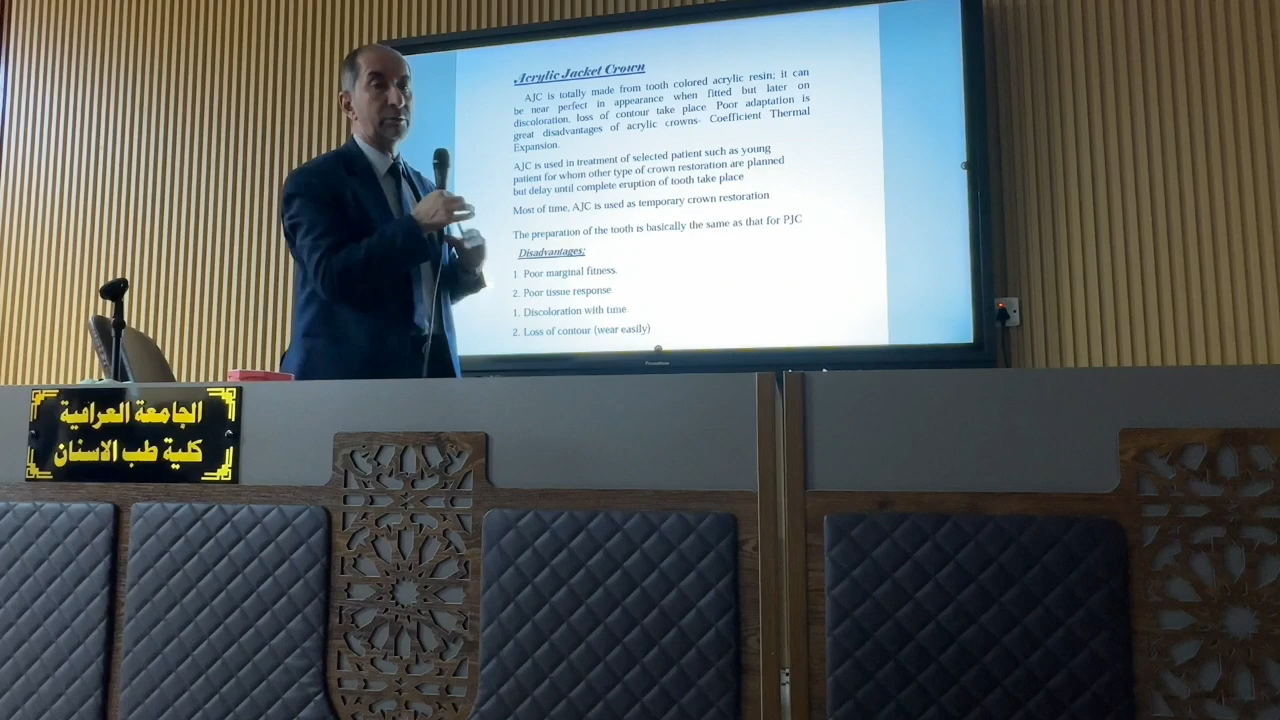 Acrylic Jacket Crown
AJC is totally made from tooth colored acrylic resin; it can
be near perfect in appearance when fitted but later on
discoloration, loss of contour take place Poor adaptation is
great disadvantages of acrylic crowns- Coefficient Thermal
Expansion.
AJC is used in treatment of selected patient such as young
patient for whom other type of crown restoration are planned
but delay until complete eruption of tooth take place
Most of time, AJC is used as temporary crown restoration
The preparation of the tooth is basically the same as that for PJC
Disadvantages:
1 Poor marginal fitness.
2. Poor tissue response
1. Discoloration with time
2. Loss of contour (wear easily)
Promethean
الجامعة العراقية
كلية طب الاسنان